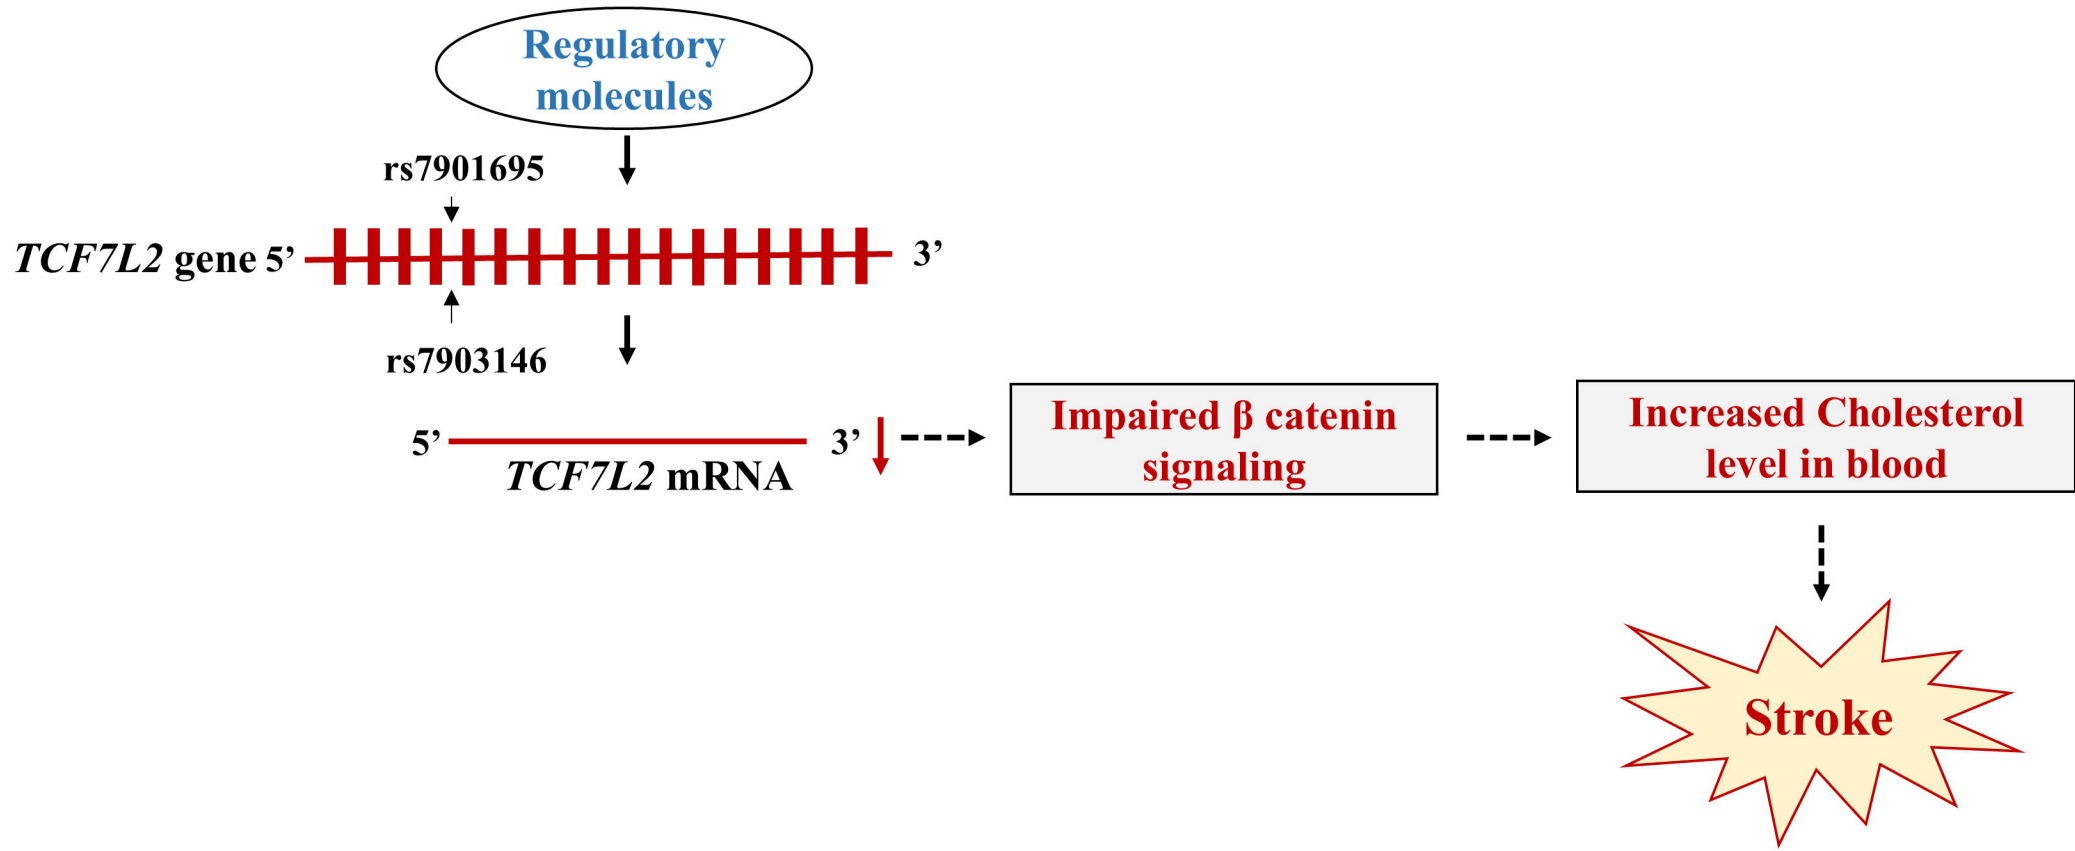 Regulatory
molecules
rs7901695
TCF7L2 gene 5’
3’
rs7903146
5’
3’
TCF7L2 mRNA
Impaired β catenin
signaling
Increased Cholesterol
level in blood
Stroke